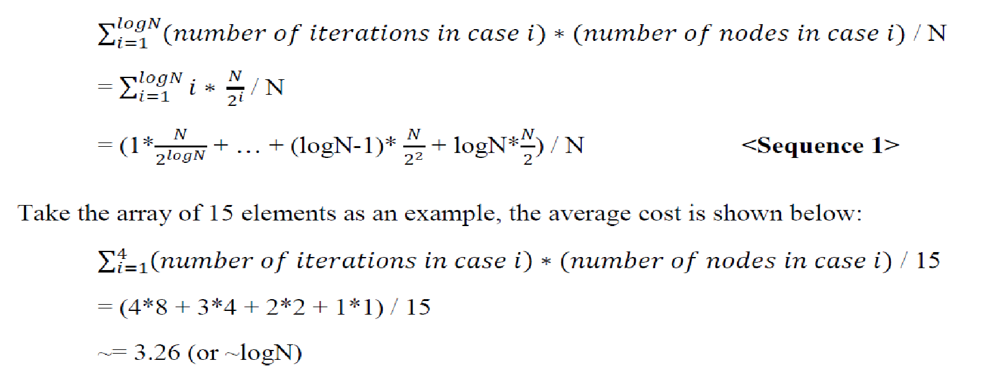 ∑_{i=1}^{logN}(number of iterations in case i) ∗ (number of nodes in case i) / N
= ∑_{i=1}^{logN} i ∗ \frac{N}{2^i} / N
= (1*\frac{N}{2^{logN}} + … + (logN-1)* \frac{N}{2^2} + logN*\frac{N}{2}) / N <Sequence 1>
Take the array of 15 elements as an example, the average cost is shown below:
∑_{i=1}^{4}(number of iterations in case i) ∗ (number of nodes in case i) / 15
= (4*8 + 3*4 + 2*2 + 1*1) / 15
~= 3.26 (or ~logN)